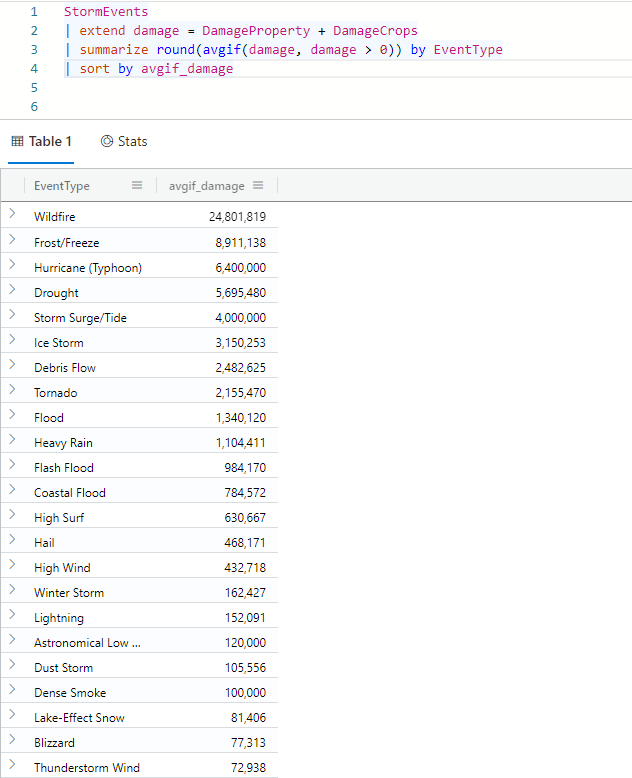 1 StormEvents
2 | extend damage = DamageProperty + DamageCrops
3 | summarize round(avgif(damage, damage > 0)) by EventType
4 | sort by avgif_damage
5
6
Table 1 Stats
EventType avgif_damage
Wildfire 24,801,819
Frost/Freeze 8,911,138
Hurricane (Typhoon) 6,400,000
Drought 5,695,480
Storm Surge/Tide 4,000,000
Ice Storm 3,150,253
Debris Flow 2,482,625
Tornado 2,155,470
Flood 1,340,120
Heavy Rain 1,104,411
Flash Flood 984,170
Coastal Flood 784,572
High Surf 630,667
Hail 468,171
High Wind 432,718
Winter Storm 162,427
Lightning 152,091
Astronomical Low ... 120,000
Dust Storm 105,556
Dense Smoke 100,000
Lake-Effect Snow 81,406
Blizzard 77,313
Thunderstorm Wind 72,938